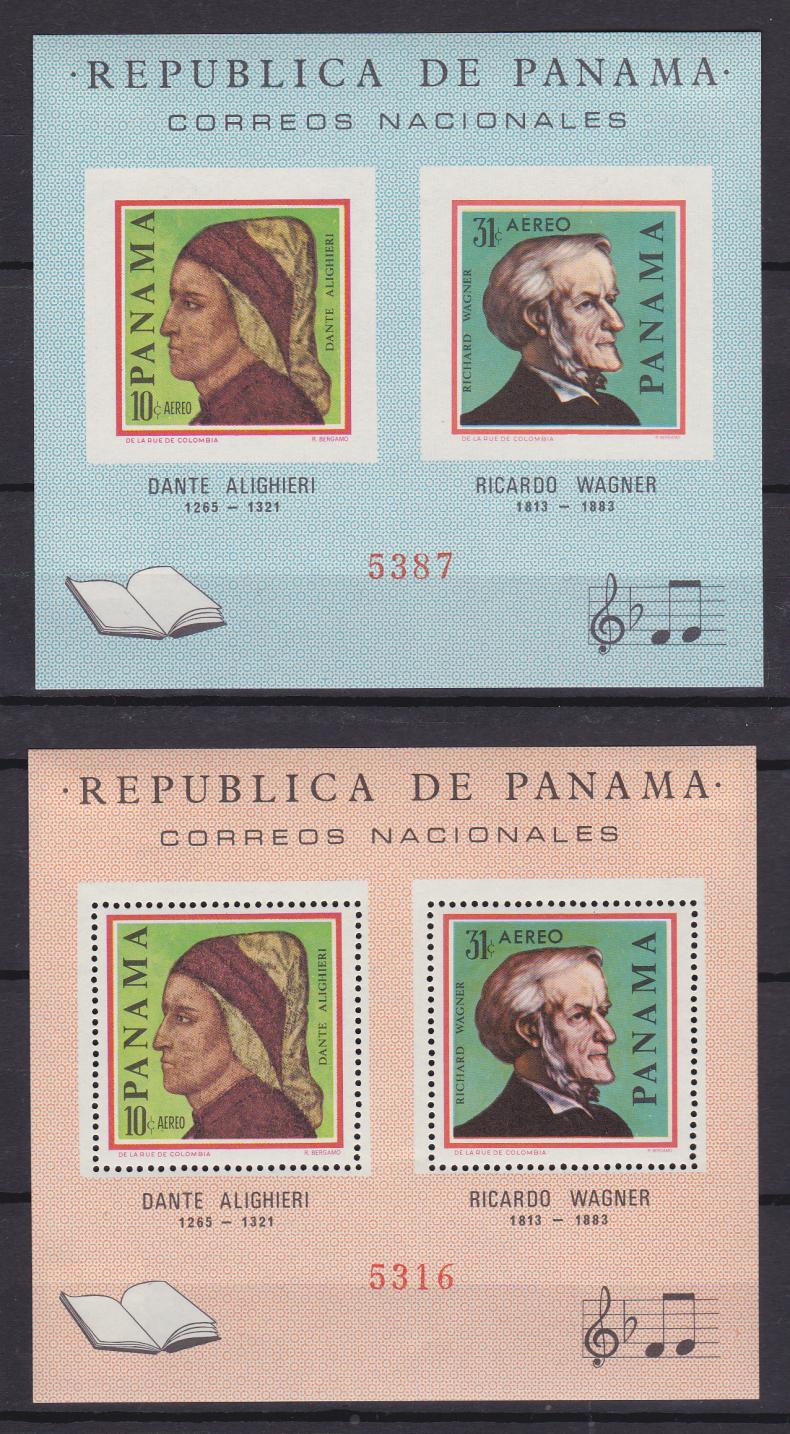 ·REPUBLICA DE PANAMA·
CORREOS NACIONALES
PANAMA
DANTE ALIGHIERI
10¢ AEREO
DE LA RUE DE COLOMBIA
R. BERGAMO
31¢ AEREO
RICHARD WAGNER
PANAMA
DE LA RUE DE COLOMBIA
R. BERGAMO
DANTE ALIGHIERI
1265 – 1321
RICARDO WAGNER
1813 – 1883
5387
·REPUBLICA DE PANAMA·
CORREOS NACIONALES
PANAMA
DANTE ALIGHIERI
10¢ AEREO
DE LA RUE DE COLOMBIA
R. BERGAMO
31¢ AEREO
RICHARD WAGNER
PANAMA
DE LA RUE DE COLOMBIA
R. BERGAMO
DANTE ALIGHIERI
1265 – 1321
RICARDO WAGNER
1813 – 1883
5316